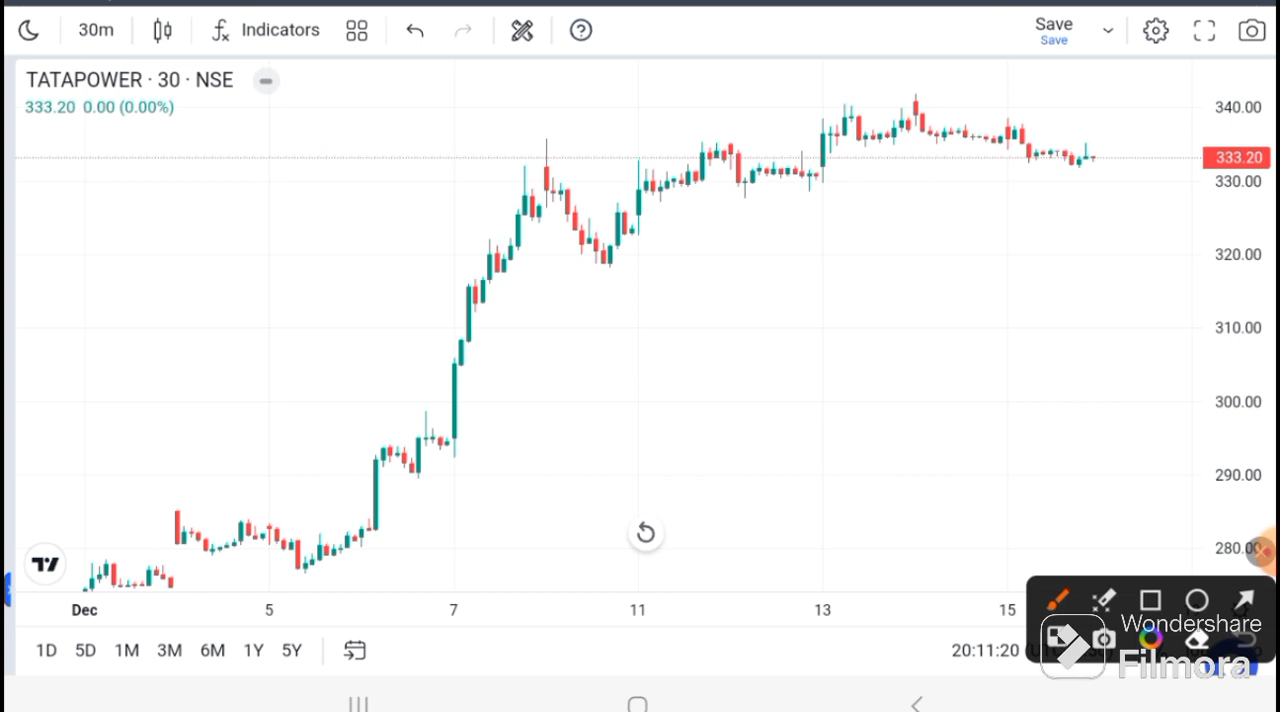 30m
Indicators
Save
Save
TATAPOWER · 30 · NSE
333.20 0.00 (0.00%)
340.00
333.20
330.00
320.00
310.00
300.00
290.00
280.00
Dec 5 7 11 13 15
Wondershare
Filmora
1D 5D 1M 3M 6M 1Y 5Y
20:11:20